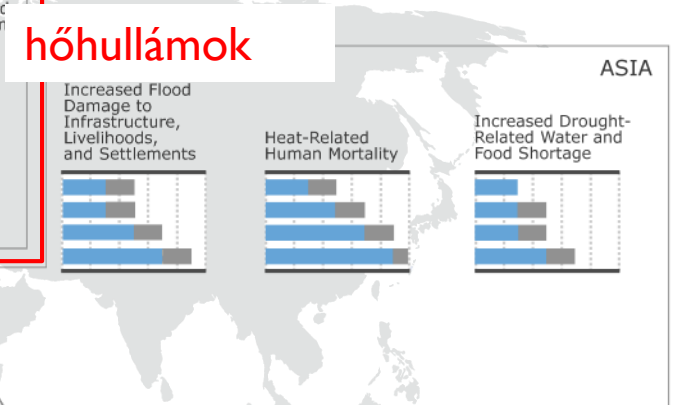 hőhullámok
ASIA
Increased Flood
Damage to
Infrastructure,
Livelihoods,
and Settlements
Heat-Related
Human Mortality
Increased Drought-
Related Water and
Food Shortage